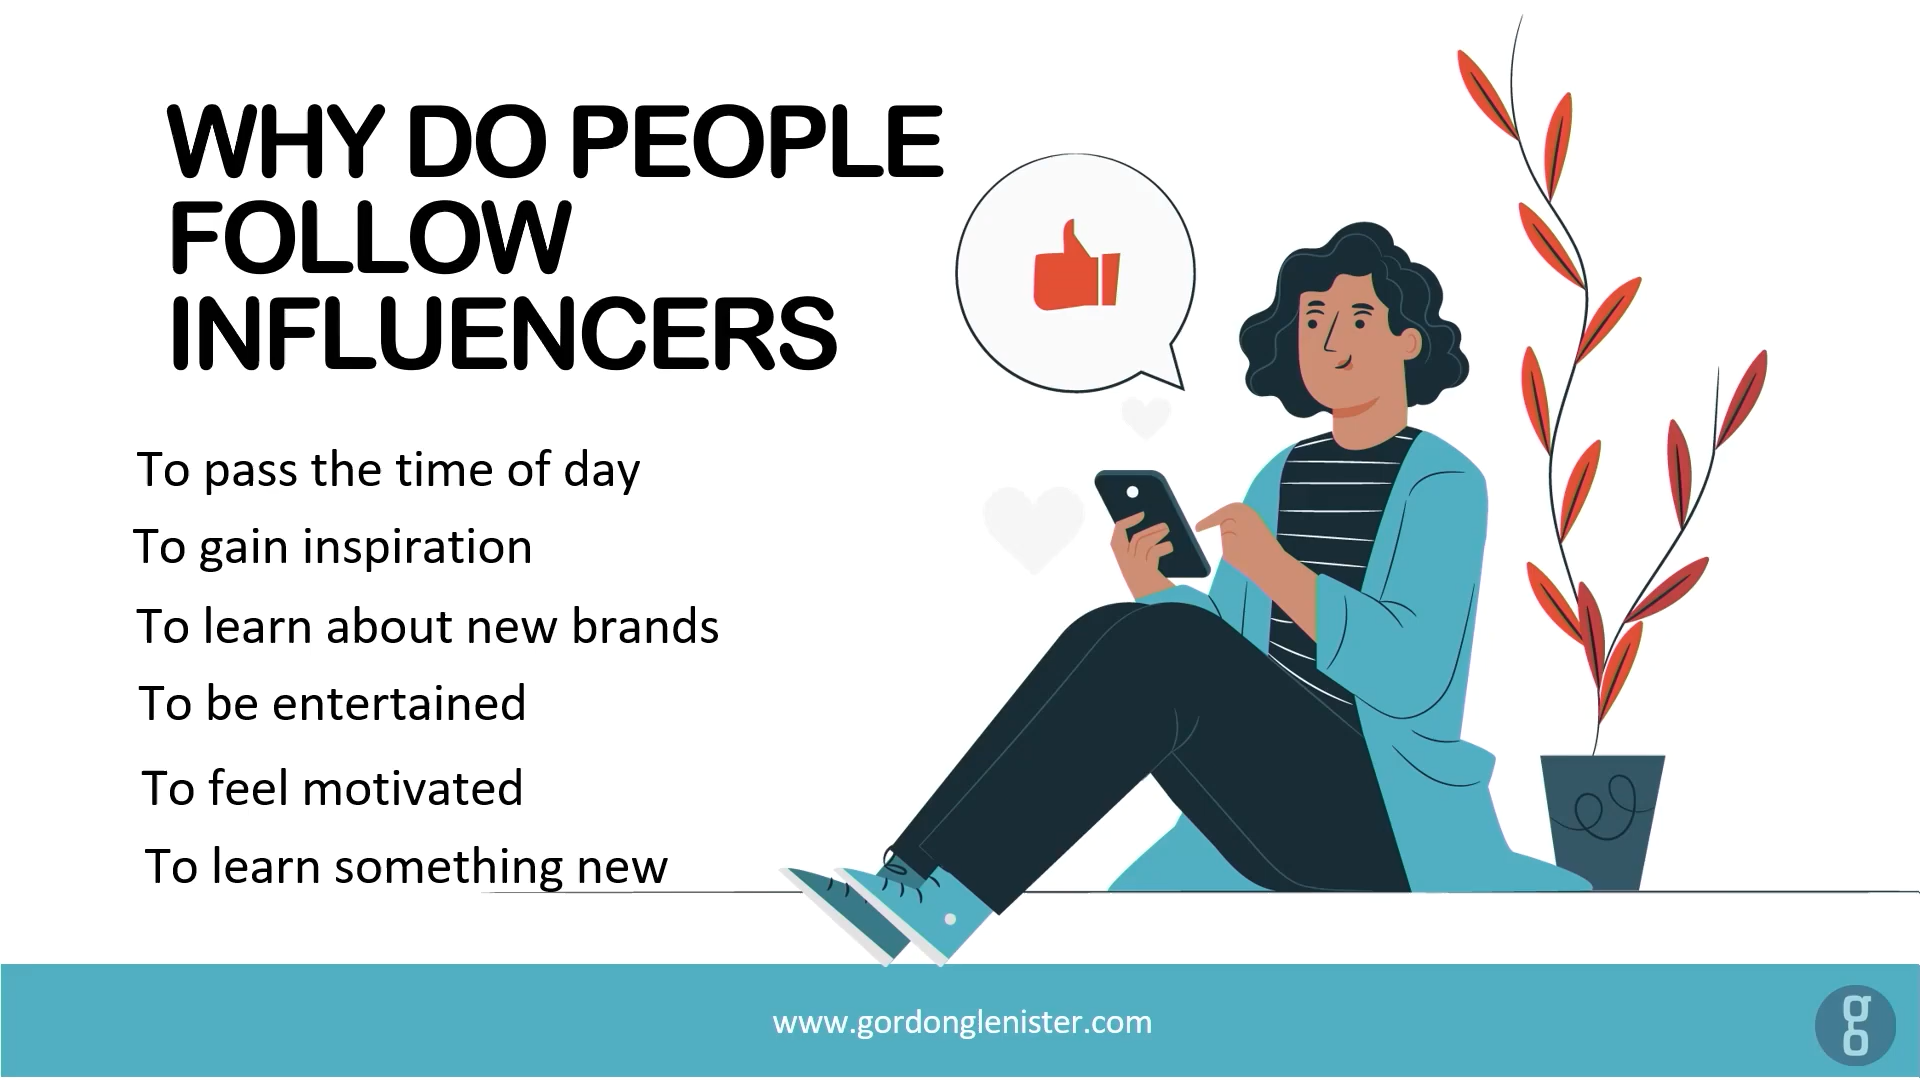 WHY DO PEOPLE
FOLLOW
INFLUENCERS
To pass the time of day
To gain inspiration
To learn about new brands
To be entertained
To feel motivated
To learn something new
www.gordonglenister.com
g